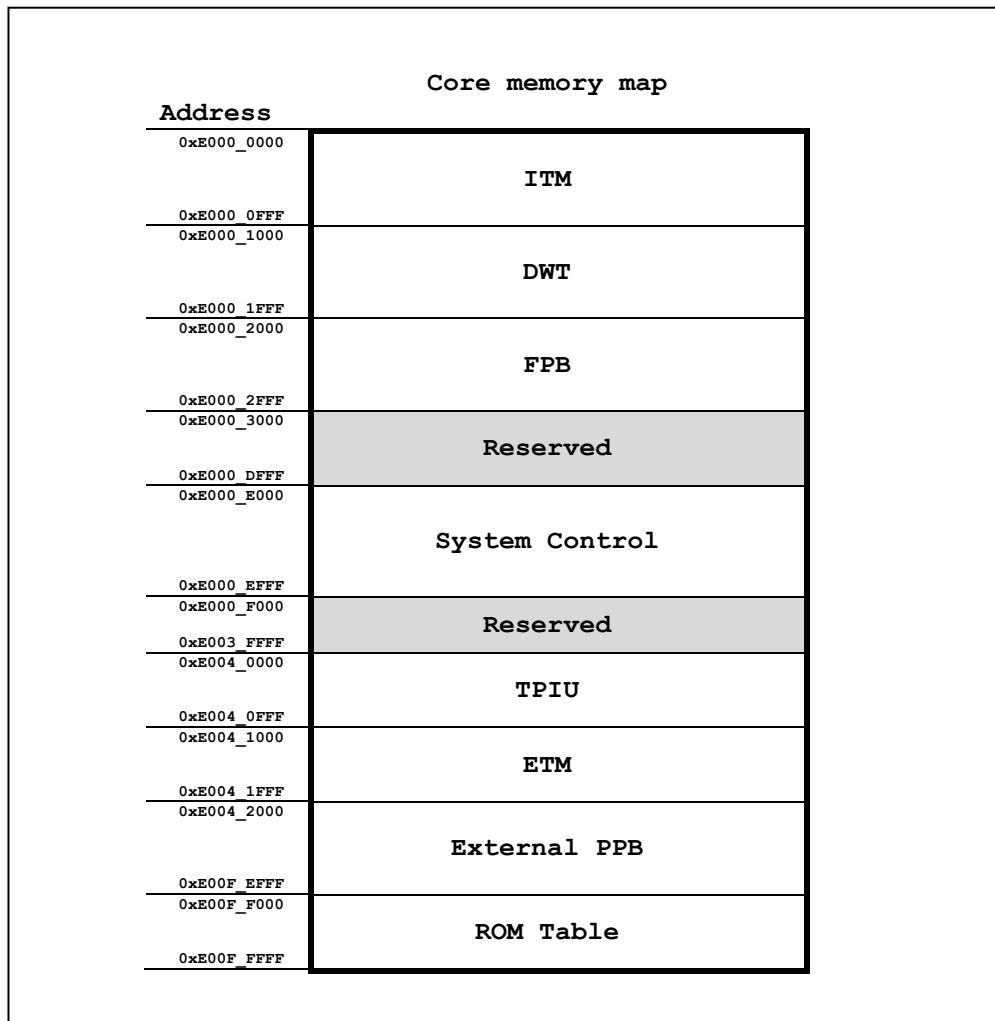 Core memory map
Address
0xE000_0000
ITM
0xE000_0FFF
0xE000_1000
DWT
0xE000_1FFF
0xE000_2000
FPB
0xE000_2FFF
0xE000_3000
Reserved
0xE000_DFFF
0xE000_E000
System Control
0xE000_EFFF
0xE000_F000
Reserved
0xE003_FFFF
0xE004_0000
TPIU
0xE004_0FFF
0xE004_1000
ETM
0xE004_1FFF
0xE004_2000
External PPB
0xE00F_EFFF
0xE00F_F000
ROM Table
0xE00F_FFFF